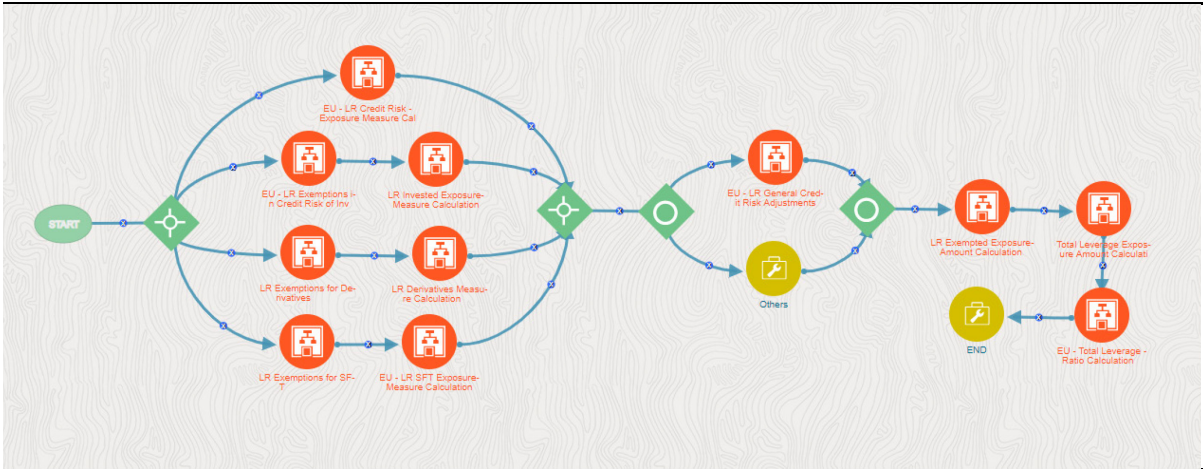 EU - LR Credit Risk -
Exposure Measure Cal
EU - LR Exemptions i-
n Credit Risk of Inv
LR Invested Exposure-
Measure Calculation
START
LR Exemptions for De-
rivatives
LR Derivatives Measu-
re Calculation
LR Exemptions for SF-
T
EU - LR SFT Exposure-
Measure Calculation
EU - LR General Cred-
it Risk Adjustments
Others
LR Exempted Exposure-
Amount Calculation
Total Leverage Expos-
ure Amount Calculati
END
EU - Total Leverage -
Ratio Calculation